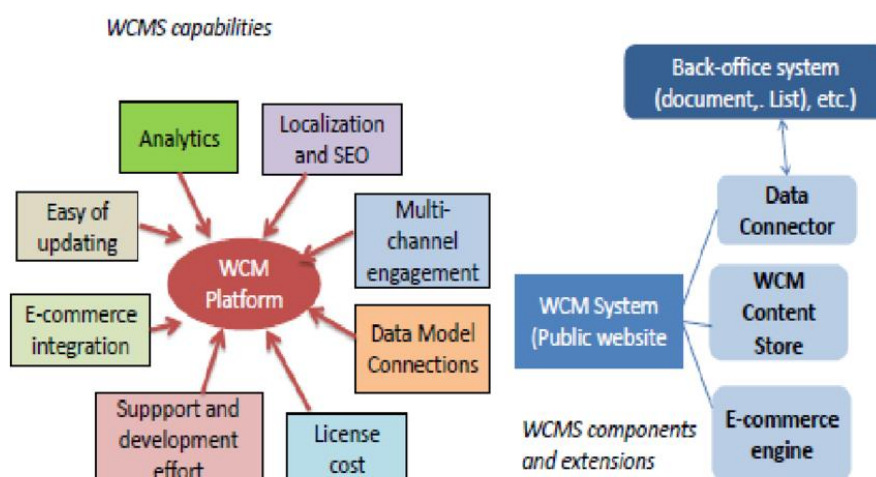 WCMS capabilities
Analytics
Localization
and SEO
Easy of
updating
WCM
Platform
Multi-
channel
engagement
E-commerce
integration
Data Model
Connections
Suppport and
development
effort
License
cost
Back-office system
(document,. List), etc.)
Data
Connector
WCM System
(Public website
WCM
Content
Store
E-commerce
engine
WCMS components
and extensions